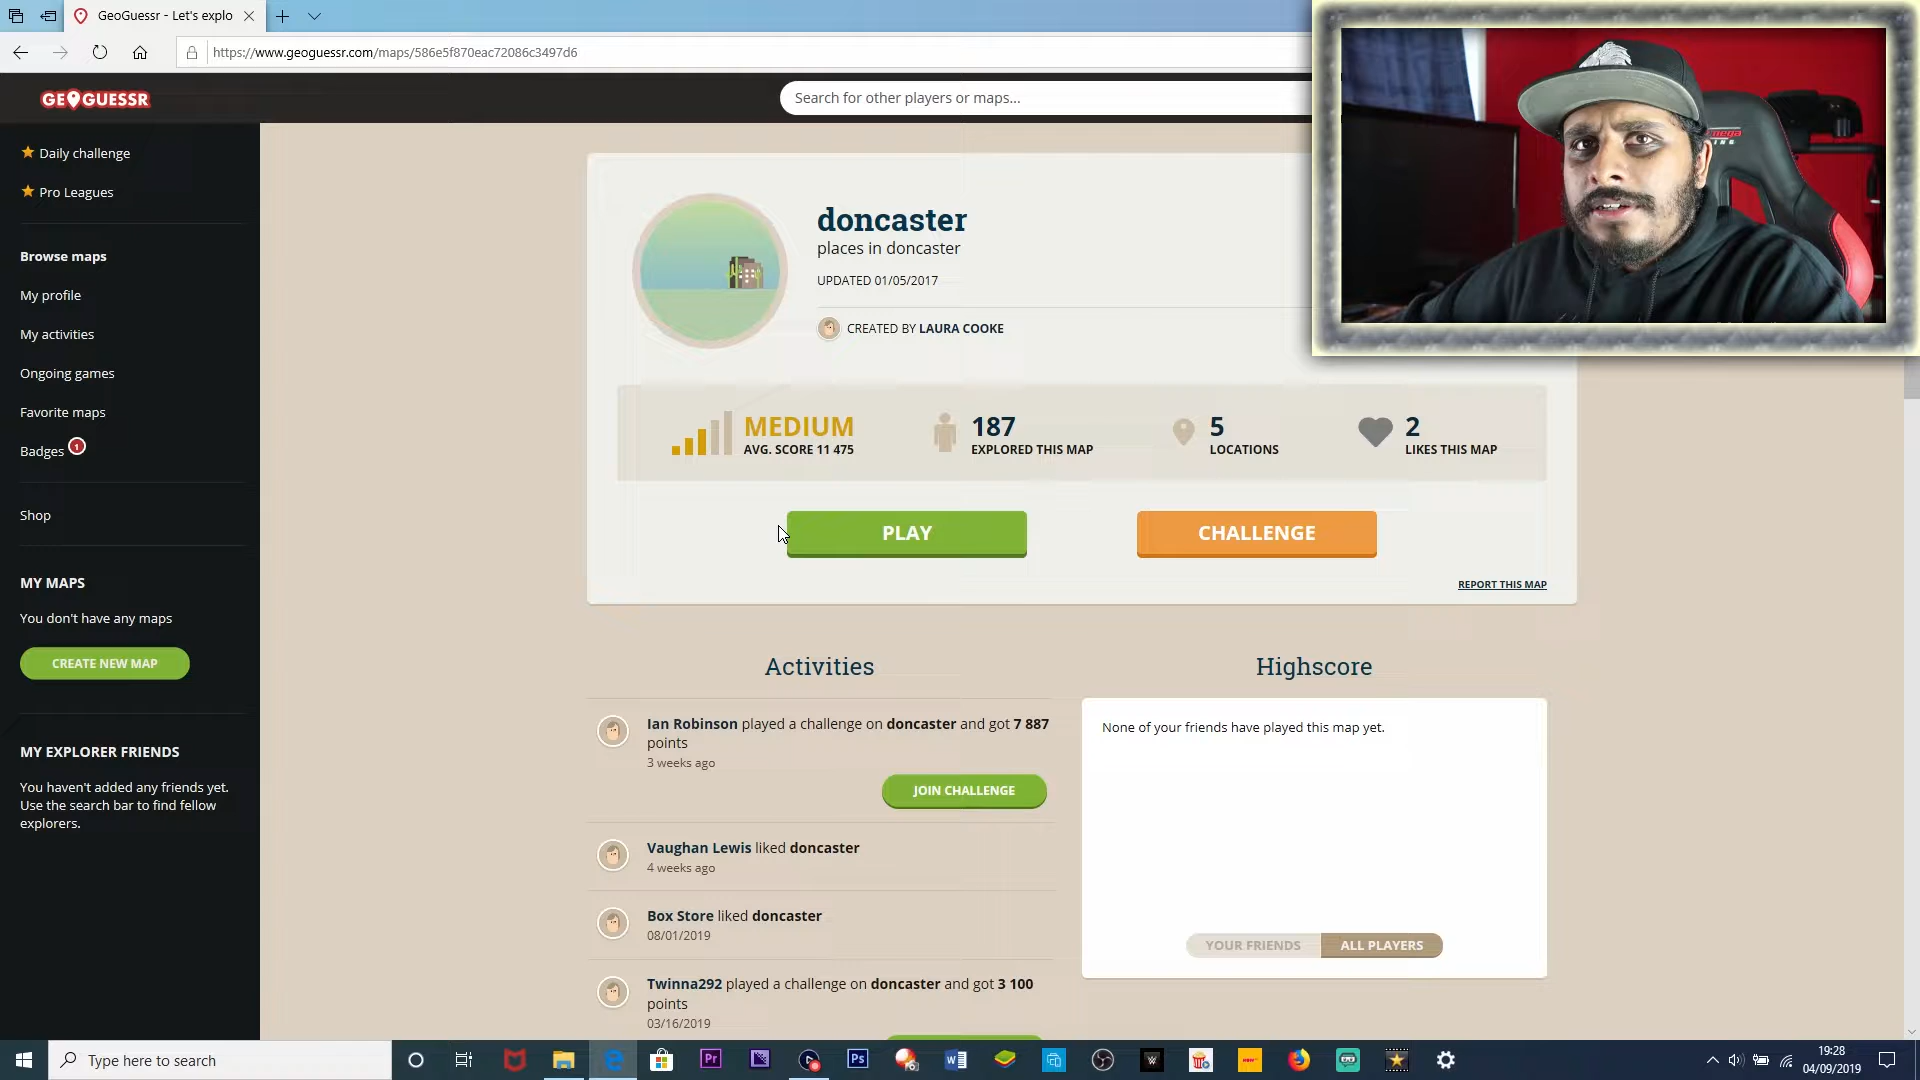 GeoGuessr - Let's explo
https://www.geoguessr.com/maps/586e5f870eac72086c3497d6
GEOGUESSR
Search for other players or maps...
Daily challenge
Pro Leagues
Browse maps
My profile
My activities
Ongoing games
Favorite maps
Badges 1
Shop
MY MAPS
You don't have any maps
CREATE NEW MAP
MY EXPLORER FRIENDS
You haven't added any friends yet.
Use the search bar to find fellow
explorers.
doncaster
places in doncaster
UPDATED 01/05/2017
CREATED BY LAURA COOKE
MEDIUM
AVG. SCORE 11 475
187
EXPLORED THIS MAP
5
LOCATIONS
2
LIKES THIS MAP
PLAY
CHALLENGE
REPORT THIS MAP
Activities
Ian Robinson played a challenge on doncaster and got 7 887
points
3 weeks ago
JOIN CHALLENGE
Vaughan Lewis liked doncaster
4 weeks ago
Box Store liked doncaster
08/01/2019
Twinna292 played a challenge on doncaster and got 3 100
points
03/16/2019
Highscore
None of your friends have played this map yet.
YOUR FRIENDS
ALL PLAYERS
Type here to search
Pr
Ps
19:28
04/09/2019